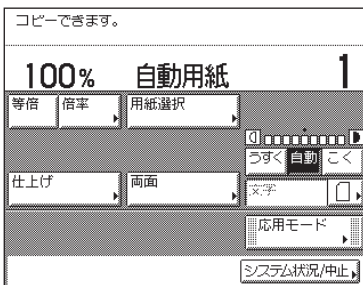 コピーできます。
100% 自動用紙 1
等倍 倍率 用紙選択
うすく 自動 こく
仕上げ 両面 文字
応用モード
システム状況/中止